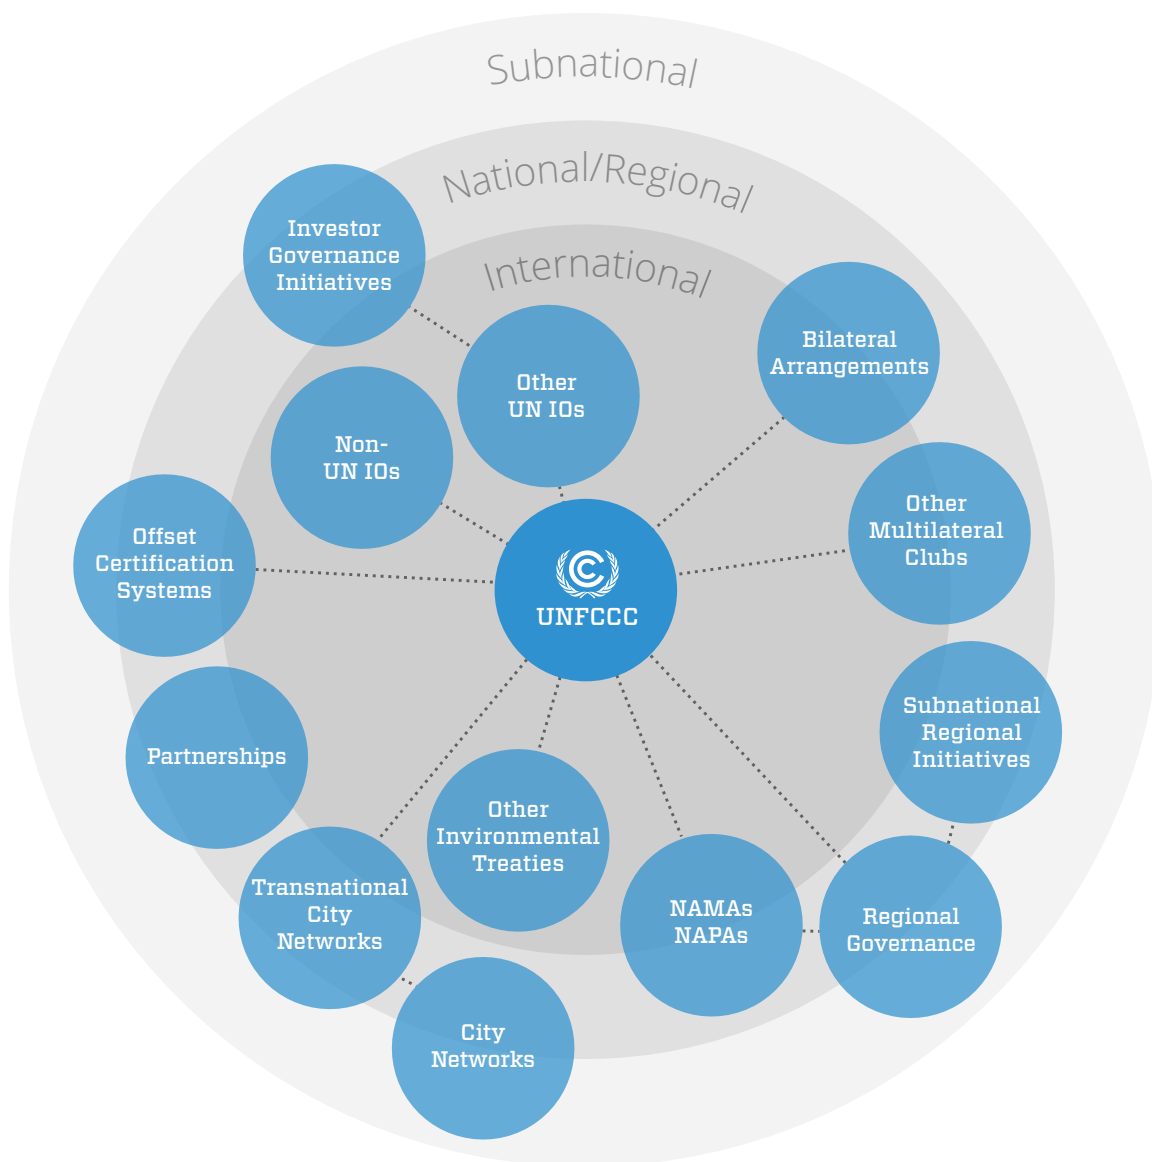 Subnational
National/Regional
International
Investor
Governance
Initiatives
Other
UN IOs
Bilateral
Arrangements
Non-
UN IOs
Other
Multilateral
Clubs
Offset
Certification
Systems
UNFCCC
Subnational
Regional
Initiatives
Partnerships
Other
Invironmental
Treaties
Transnational
City
Networks
NAMAs
NAPAs
Regional
Governance
City
Networks